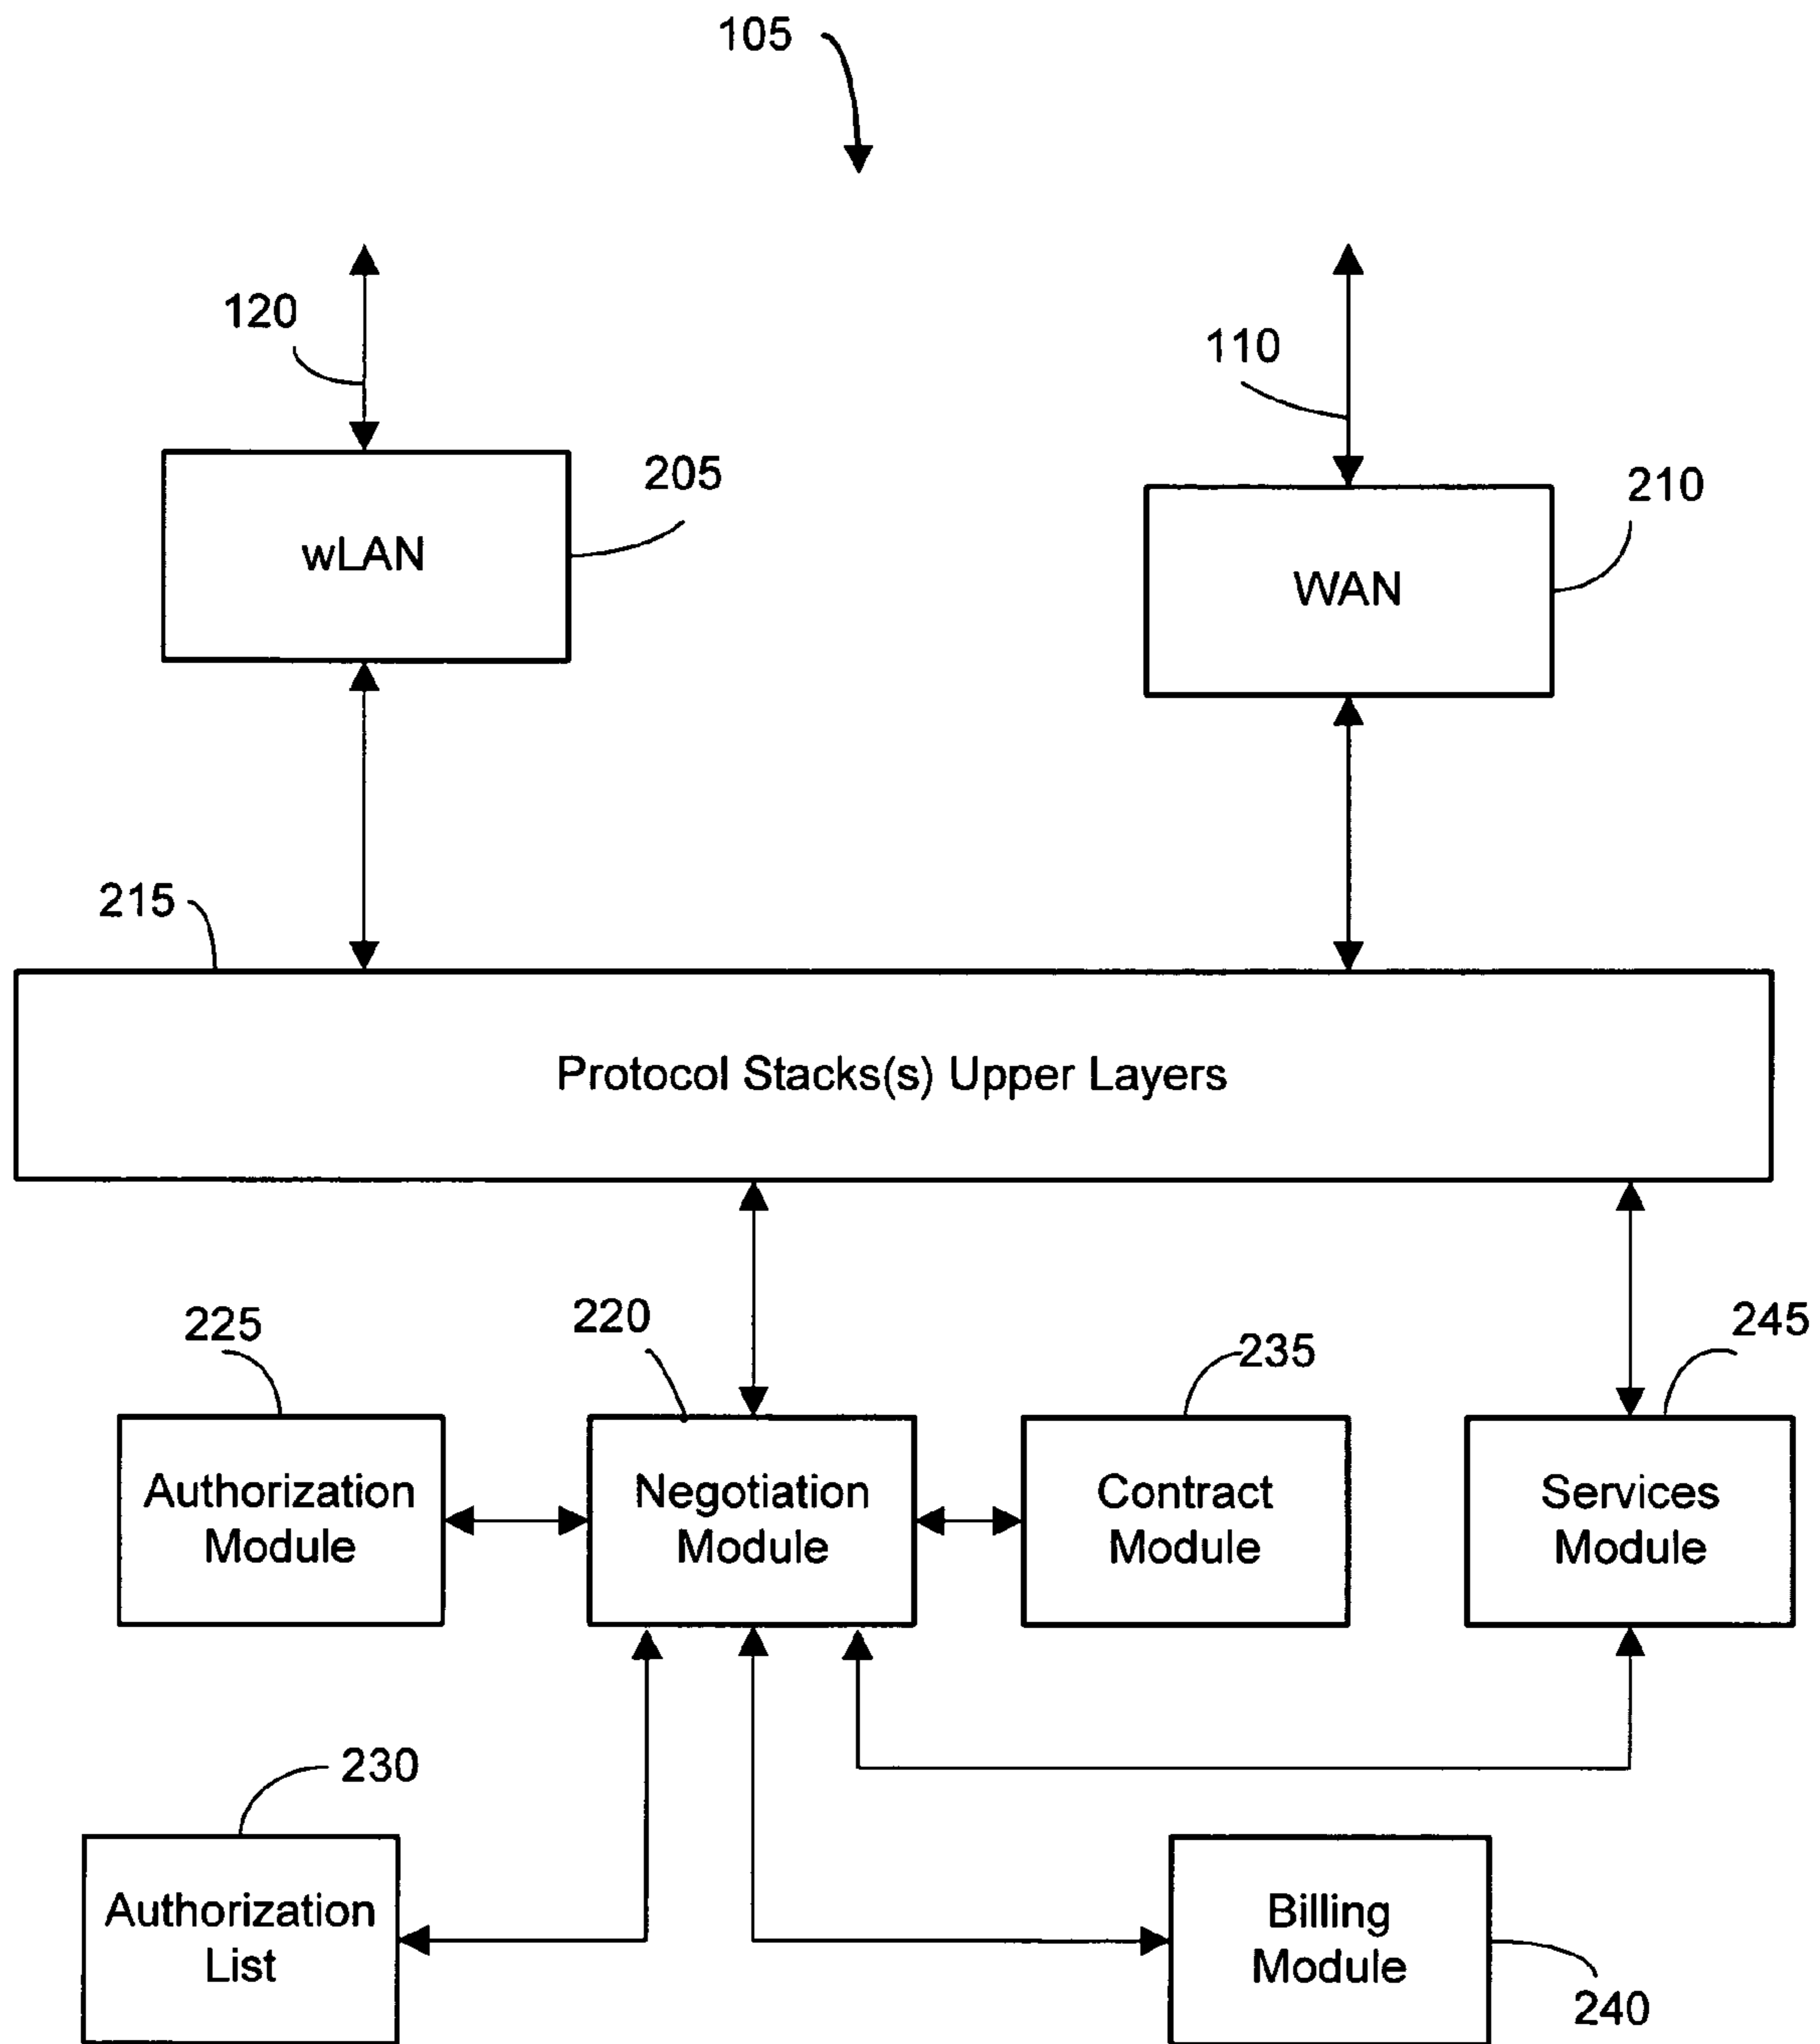 105
120
110
205
wLAN
210
WAN
215
Protocol Stacks(s) Upper Layers
225
220
235
245
Authorization
Module
Negotiation
Module
Contract
Module
Services
Module
230
Authorization
List
Billing
Module
240